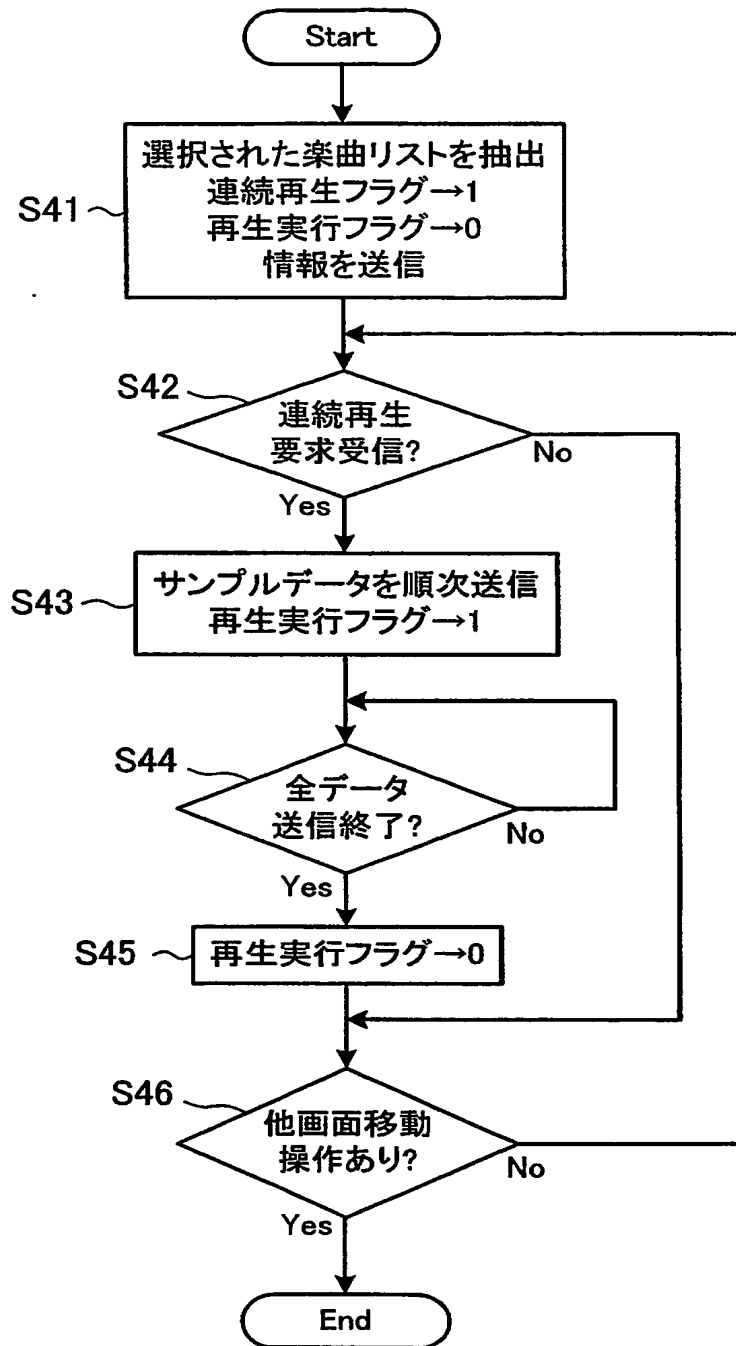 Start
S41
選択された楽曲リストを抽出
連続再生フラグ→1
再生実行フラグ→0
情報を送信
S42
連続再生
要求受信?
No
Yes
S43
サンプルデータを順次送信
再生実行フラグ→1
S44
全データ
送信終了?
No
Yes
S45
再生実行フラグ→0
S46
他画面移動
操作あり?
No
Yes
End